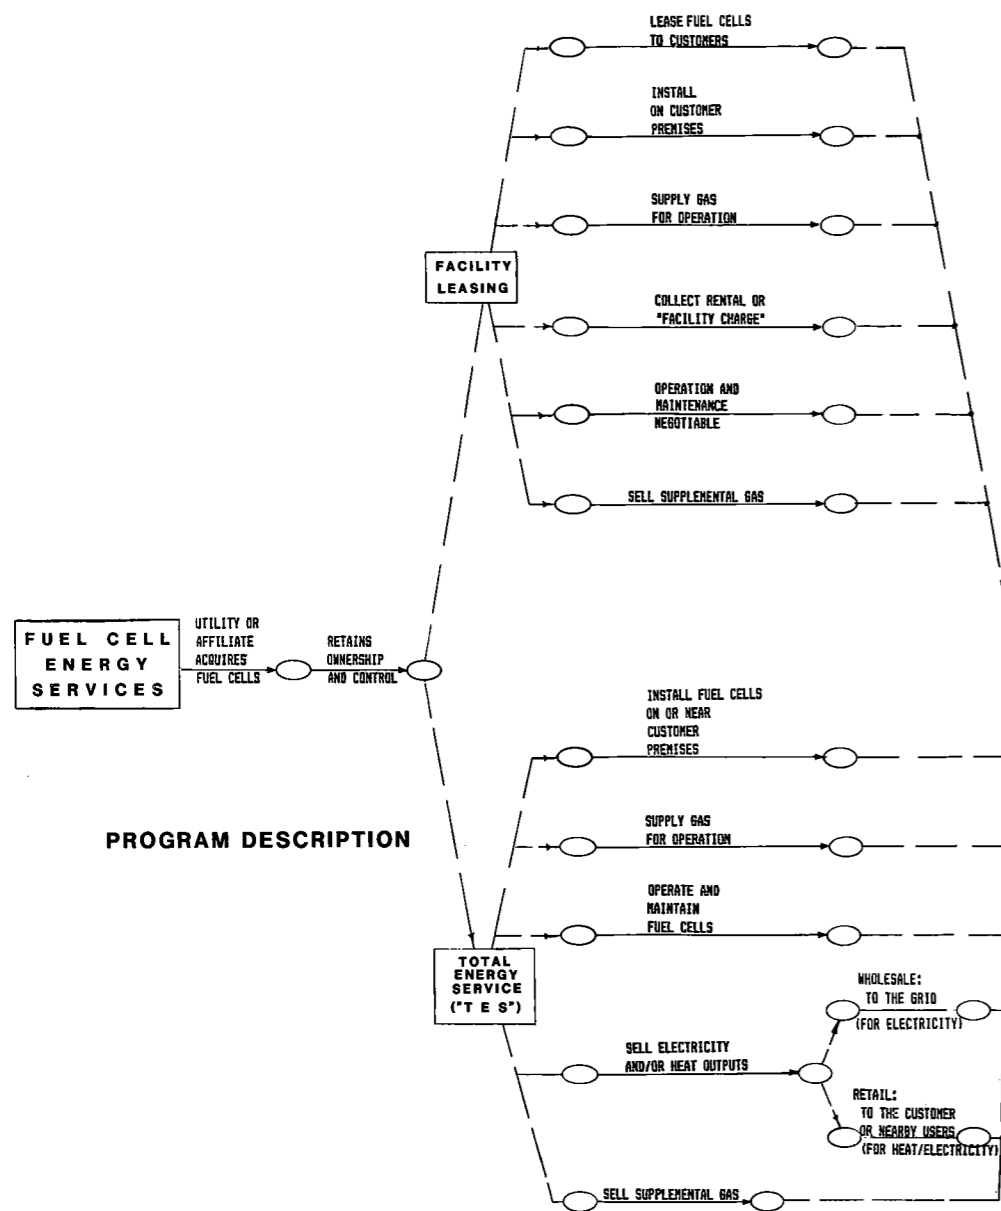 LEASE FUEL CELLS
TO CUSTOMERS
INSTALL
ON CUSTOMER
PREMISES
SUPPLY GAS
FOR OPERATION
FACILITY
LEASING
COLLECT RENTAL OR
"FACILITY CHARGE"
OPERATION AND
MAINTENANCE
NEGOTIABLE
SELL SUPPLEMENTAL GAS
FUEL CELL
ENERGY
SERVICES
UTILITY OR
AFFILIATE
ACQUIRES
FUEL CELLS
RETAINS
OWNERSHIP
AND CONTROL
INSTALL FUEL CELLS
ON OR NEAR
CUSTOMER
PREMISES
PROGRAM DESCRIPTION
SUPPLY GAS
FOR OPERATION
OPERATE AND
MAINTAIN
FUEL CELLS
TOTAL
ENERGY
SERVICE
("T E S")
WHOLESALE:
TO THE GRID
(FOR ELECTRICITY)
SELL ELECTRICITY
AND/OR HEAT OUTPUTS
RETAIL:
TO THE CUSTOMER
OR NEARBY USERS
(FOR HEAT/ELECTRICITY)
SELL SUPPLEMENTAL GAS